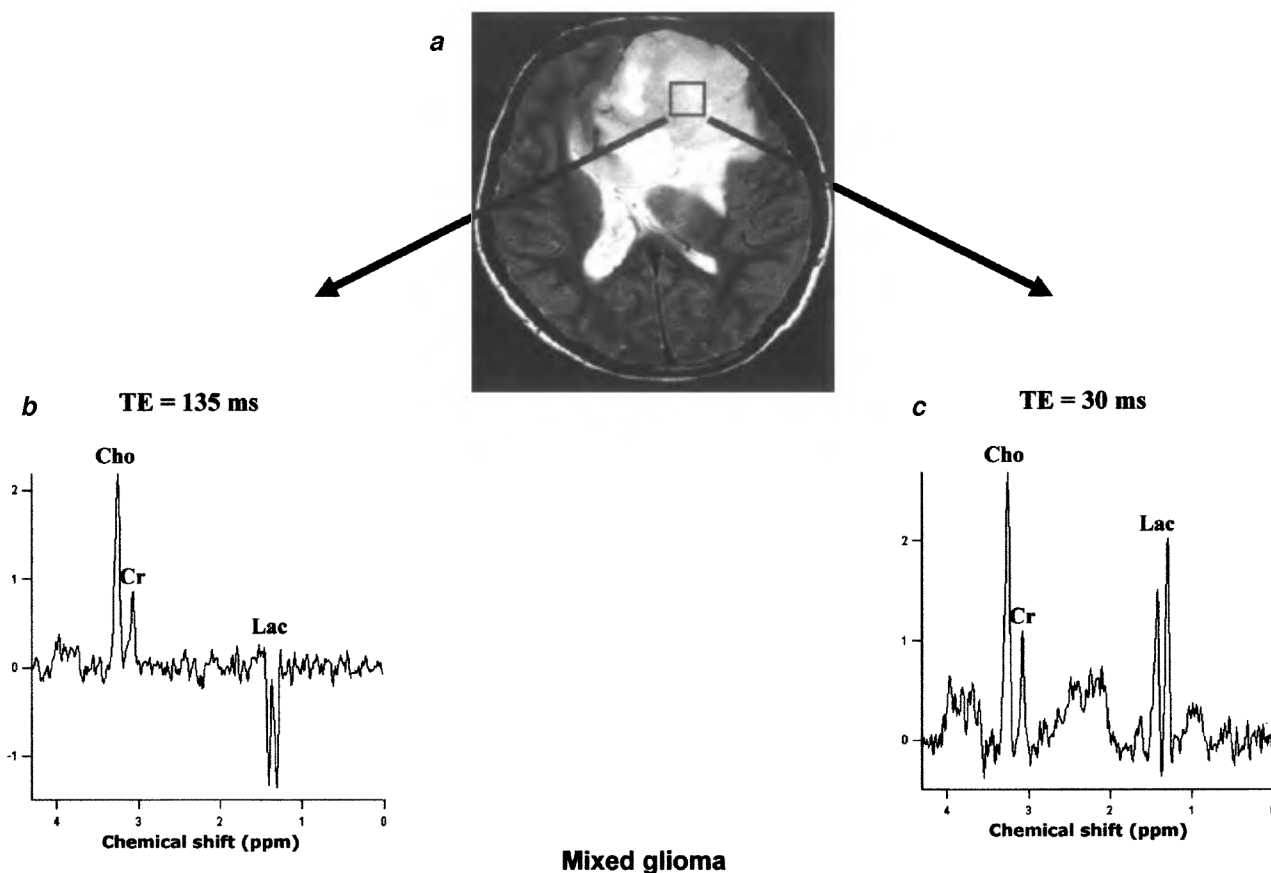 a
b
TE = 135 ms
c
TE = 30 ms
Cho
Cr
Lac
2
1
0
-1
4
3
2
1
0
Chemical shift (ppm)
Cho
Cr
Lac
2
1
0
4
3
2
1
Chemical shift (ppm)
Mixed glioma